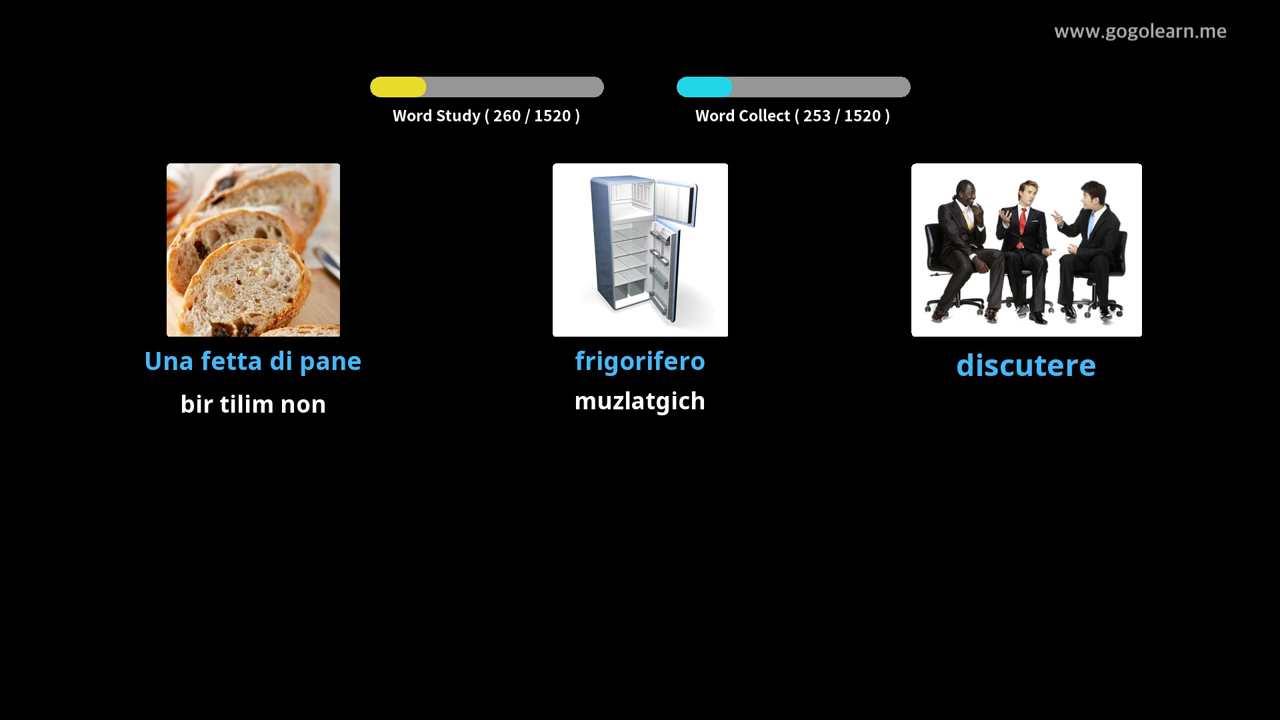 www.gogolearn.me
Word Study ( 260 / 1520 )
Word Collect ( 253 / 1520 )
Una fetta di pane
bir tilim non
frigorifero
muzlatgich
discutere